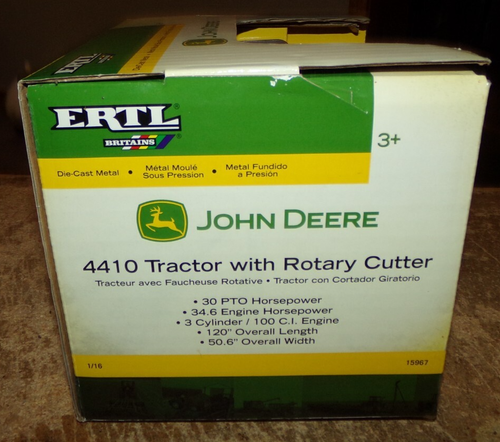 ERTL
ERTL
BRITAINS
3+
Die-Cast Metal • Métal Moulé Sous Pression • Metal Fundido a Presión
JOHN DEERE
4410 Tractor with Rotary Cutter
Tracteur avec Faucheuse Rotative • Tractor con Cortador Giratorio
• 30 PTO Horsepower
• 34.6 Engine Horsepower
• 3 Cylinder / 100 C.I. Engine
• 120" Overall Length
• 50.6" Overall Width
1/16 15967